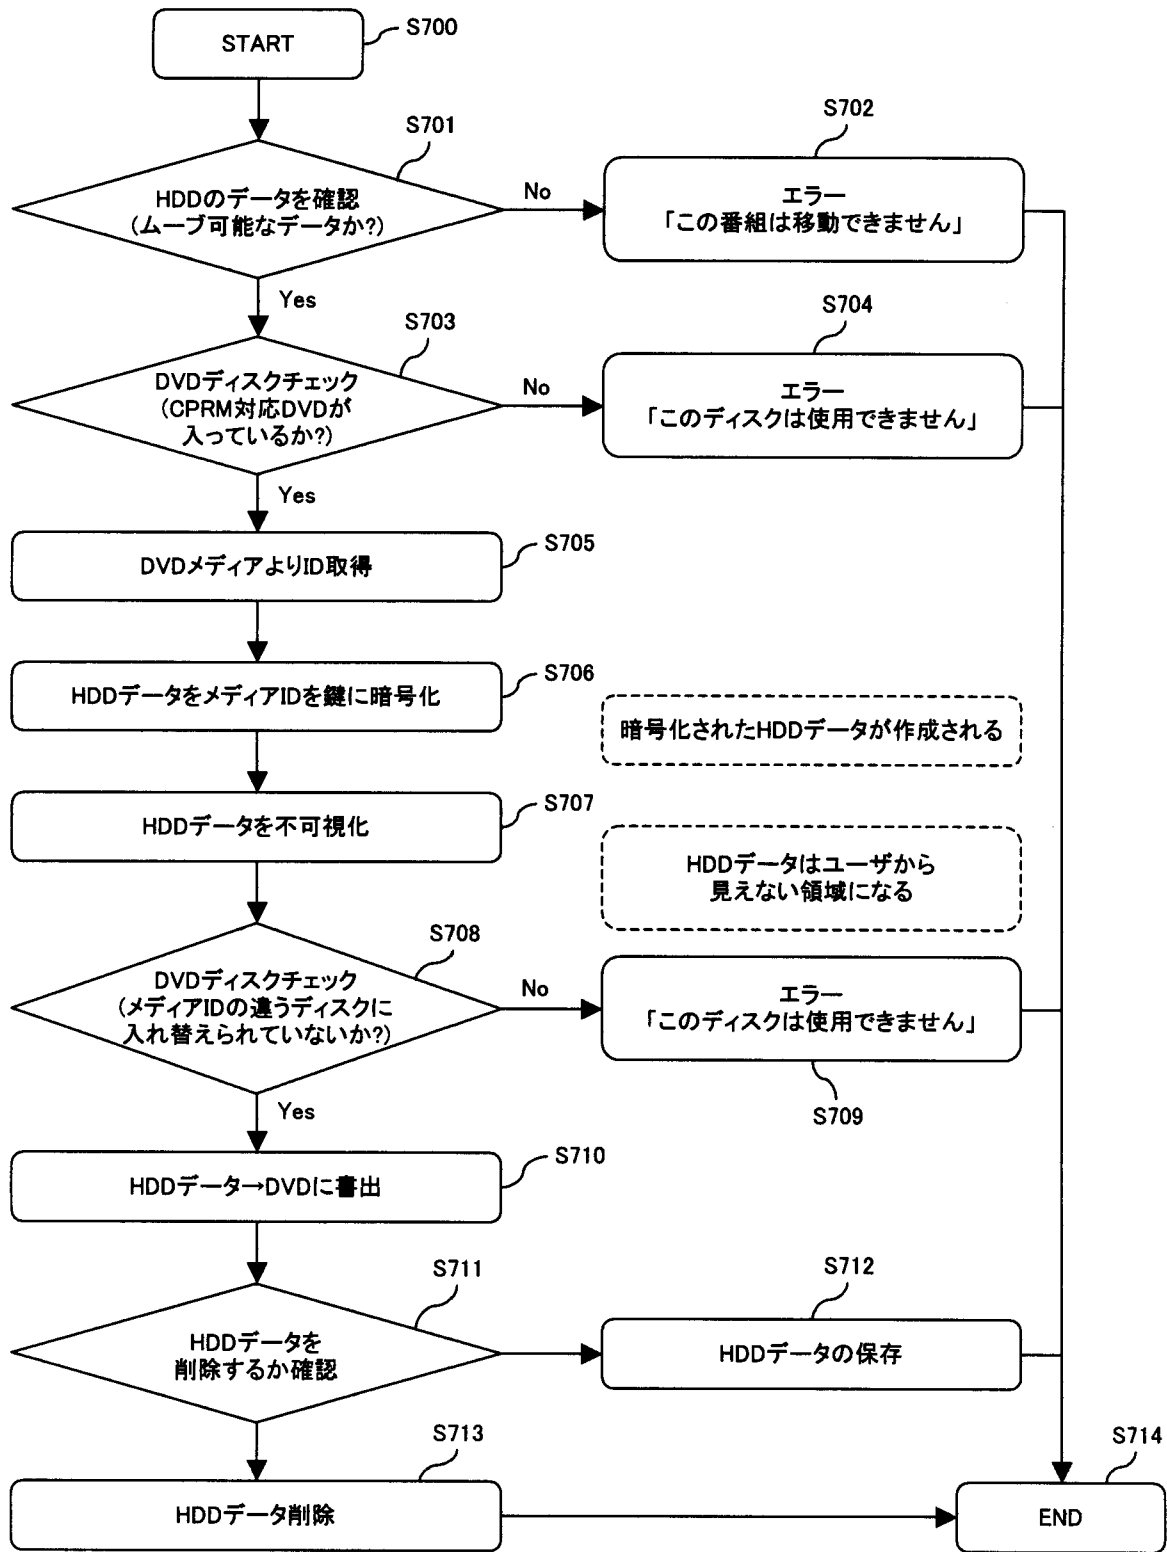 START
S700
S701
HDDのデータを確認
(ムーブ可能なデータか?)
No
S702
エラー
「この番組は移動できません」
Yes
S703
DVDディスクチェック
(CPRM対応DVDが
入っているか?)
No
S704
エラー
「このディスクは使用できません」
Yes
S705
DVDメディアよりID取得
S706
HDDデータをメディアIDを鍵に暗号化
暗号化されたHDDデータが作成される
S707
HDDデータを不可視化
HDDデータはユーザから
見えない領域になる
S708
DVDディスクチェック
(メディアIDの違うディスクに
入れ替えられていないか?)
No
エラー
「このディスクは使用できません」
S709
Yes
S710
HDDデータ→DVDに書出
S711
HDDデータを
削除するか確認
S712
HDDデータの保存
S713
HDDデータ削除
S714
END